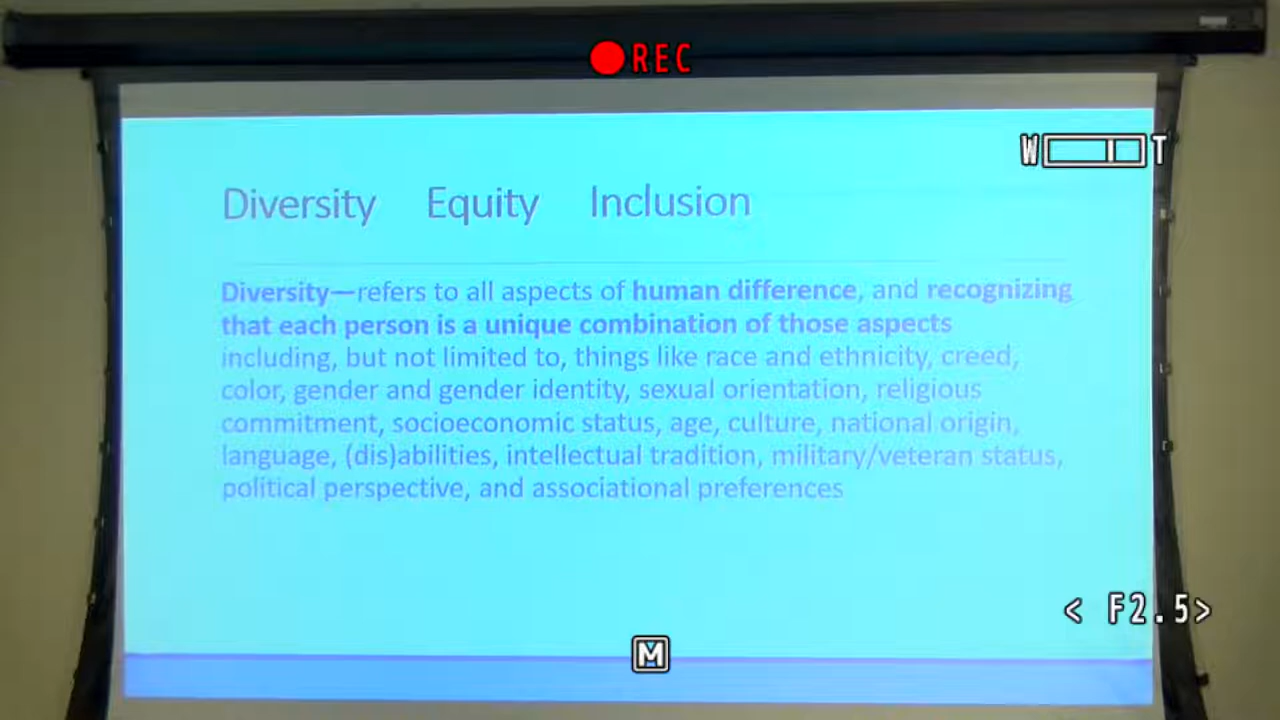 REC
W T
Diversity Equity Inclusion
Diversity—refers to all aspects of human difference, and recognizing
that each person is a unique combination of those aspects
including, but not limited to, things like race and ethnicity, creed,
color, gender and gender identity, sexual orientation, religious
commitment, socioeconomic status, age, culture, national origin,
language, (dis)abilities, intellectual tradition, military/veteran status,
political perspective, and associational preferences
< F2.5>
M